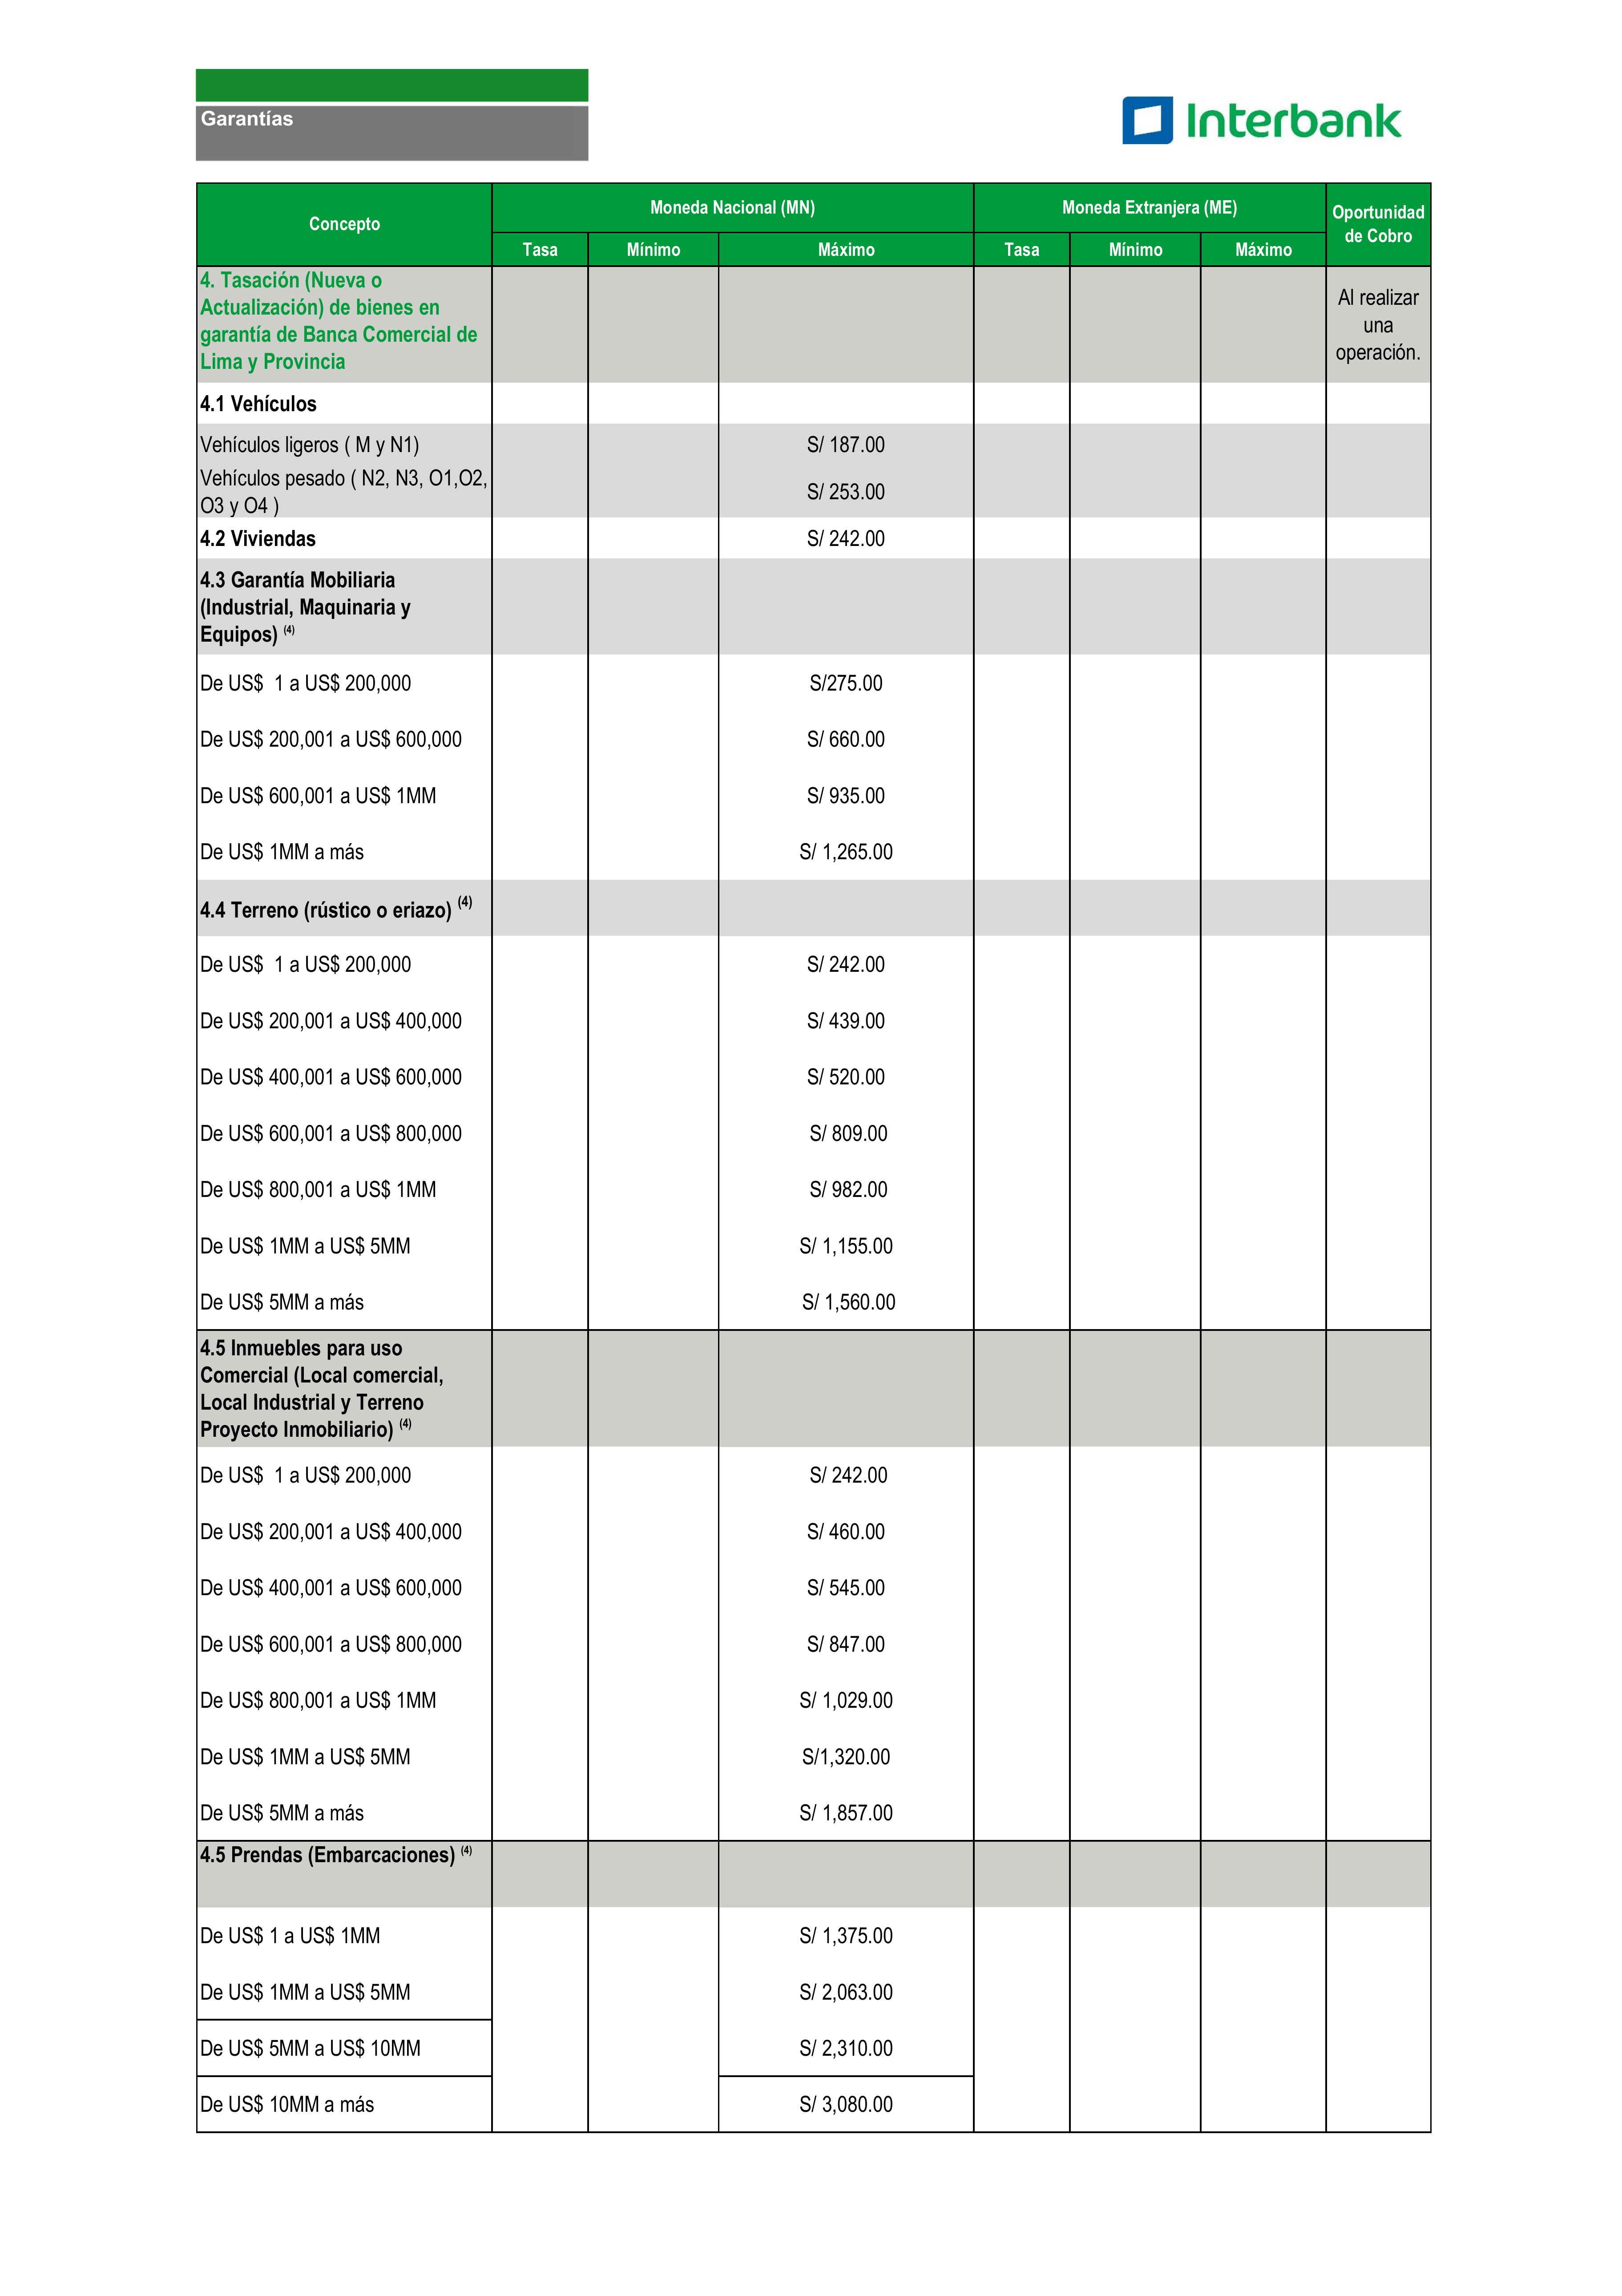 Garantías
Interbank
Concepto
Moneda Nacional (MN)
Moneda Extranjera (ME)
Oportunidad
de Cobro
Tasa
Mínimo
Máximo
Tasa
Mínimo
Máximo
4. Tasación (Nueva o
Actualización) de bienes en
garantía de Banca Comercial de
Lima y Provincia
Al realizar
una
operación.
4.1 Vehículos
Vehículos ligeros ( M y N1) S/ 187.00
Vehículos pesado ( N2, N3, O1,O2,
O3 y O4 ) S/ 253.00
4.2 Viviendas S/ 242.00
4.3 Garantía Mobiliaria
(Industrial, Maquinaria y
Equipos) (4)
De US$  1 a US$ 200,000 S/275.00
De US$ 200,001 a US$ 600,000 S/ 660.00
De US$ 600,001 a US$ 1MM S/ 935.00
De US$ 1MM a más S/ 1,265.00
4.4 Terreno (rústico o eriazo) (4)
De US$  1 a US$ 200,000 S/ 242.00
De US$ 200,001 a US$ 400,000 S/ 439.00
De US$ 400,001 a US$ 600,000 S/ 520.00
De US$ 600,001 a US$ 800,000 S/ 809.00
De US$ 800,001 a US$ 1MM S/ 982.00
De US$ 1MM a US$ 5MM S/ 1,155.00
De US$ 5MM a más S/ 1,560.00
4.5 Inmuebles para uso
Comercial (Local comercial,
Local Industrial y Terreno
Proyecto Inmobiliario) (4)
De US$  1 a US$ 200,000 S/ 242.00
De US$ 200,001 a US$ 400,000 S/ 460.00
De US$ 400,001 a US$ 600,000 S/ 545.00
De US$ 600,001 a US$ 800,000 S/ 847.00
De US$ 800,001 a US$ 1MM S/ 1,029.00
De US$ 1MM a US$ 5MM S/1,320.00
De US$ 5MM a más S/ 1,857.00
4.5 Prendas (Embarcaciones) (4)
De US$ 1 a US$ 1MM S/ 1,375.00
De US$ 1MM a US$ 5MM S/ 2,063.00
De US$ 5MM a US$ 10MM S/ 2,310.00
De US$ 10MM a más S/ 3,080.00